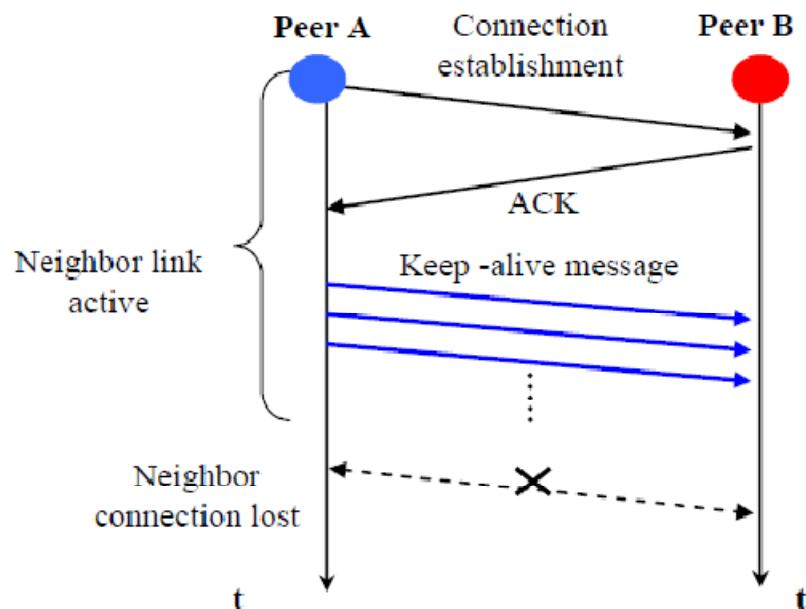 Peer A
Connection
establishment
Peer B
ACK
Neighbor link
active
Keep -alive message
Neighbor
connection lost
t
t